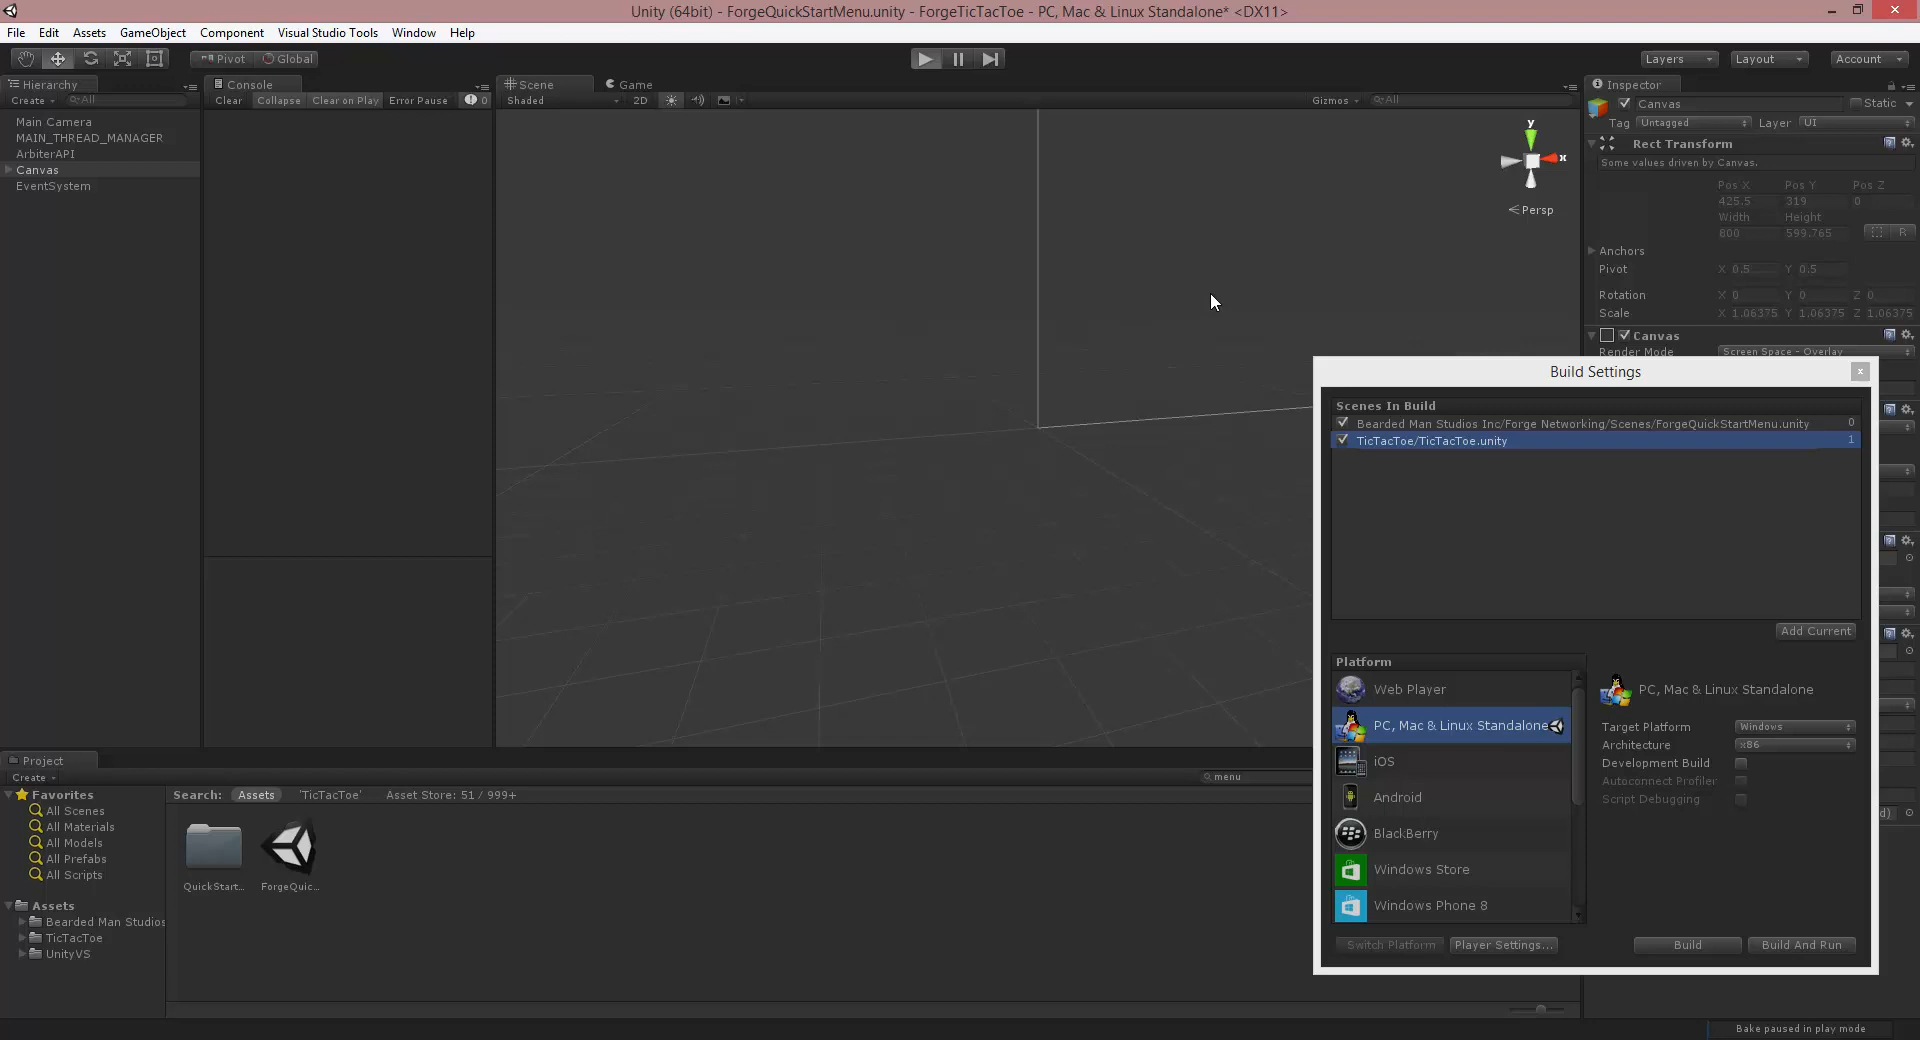 Unity (64bit) - ForgeQuickStartMenu.unity - ForgeTicTacToe - PC, Mac & Linux Standalone* <DX11>
File Edit Assets GameObject Component Visual Studio Tools Window Help
Pivot Global Layers Layout Account
Hierarchy Console Scene Game Inspector
Create All Clear Collapse Clear on Play Error Pause 0 Shaded 2D Gizmos All Canvas Static
Main Camera
MAIN_THREAD_MANAGER
ArbiterAPI
Canvas
EventSystem
y
x
Persp
Tag Untagged Layer UI
Rect Transform
Some values driven by Canvas.
Pos X Pos Y Pos Z
425.5 319 0
Width Height
800 599.765 R
Anchors
Pivot X 0.5 Y 0.5
Rotation X 0 Y 0 Z 0
Scale X 1.06375 Y 1.06375 Z 1.06375
Canvas
Render Mode Screen Space - Overlay
Build Settings
Scenes In Build
Bearded Man Studios Inc/Forge Networking/Scenes/ForgeQuickStartMenu.unity 0
TicTacToe/TicTacToe.unity 1
Add Current
Platform
Web Player
PC, Mac & Linux Standalone
iOS
Android
BlackBerry
Windows Store
Windows Phone 8
PC, Mac & Linux Standalone
Target Platform Windows
Architecture x86
Development Build
Autoconnect Profiler
Script Debugging
Switch Platform Player Settings... Build Build And Run
d)
Project
Create menu
Favorites Search: Assets 'TicTacToe' Asset Store: 51 / 999+
All Scenes
All Materials
All Models
All Prefabs
All Scripts
Assets
Bearded Man Studios
TicTacToe
UnityVS
QuickStart... ForgeQuic...
Bake paused in play mode